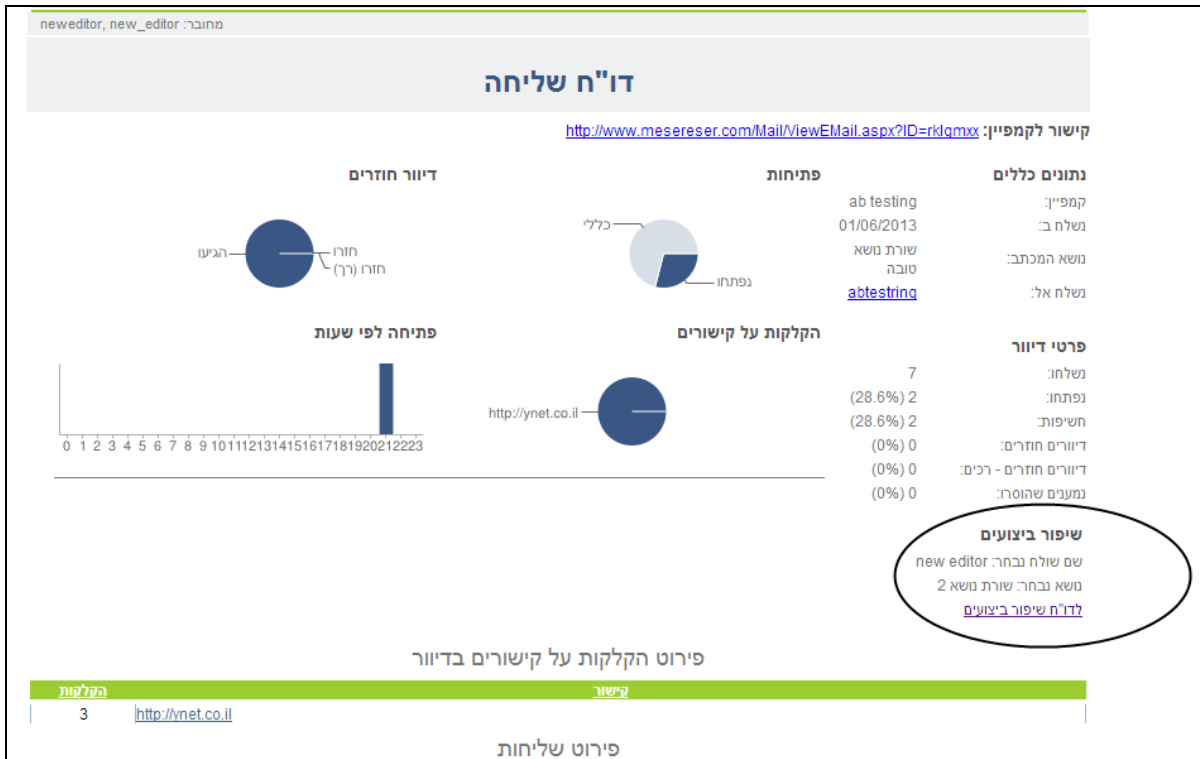 מחובר: neweditor, new_editor
דו"ח שליחה
קישור לקמפיין: http://www.mesereser.com/Mail/ViewEMail.aspx?ID=rklqmxx
נתונים כללים
קמפיין: ab testing
נשלח ב: 01/06/2013
נושא המכתב: שורת נושא
טובה
נשלח אל: abtestring
פתיחות
כללי
נפתחו
דיוור חוזרים
הגיעו
חזרו
חזרו (רך)
פרטי דיוור
נשלחו: 7
נפתחו: 2 (28.6%)
חשיפות: 2 (28.6%)
דיוורים חוזרים: 0 (0%)
דיוורים חוזרים - רכים: 0 (0%)
נמענים שהוסרו: 0 (0%)
הקלקות על קישורים
http://ynet.co.il
פתיחה לפי שעות
0 1 2 3 4 5 6 7 8 9 10 11 12 13 14 15 16 17 18 19 20 21 22 23
שיפור ביצועים
שם שולח נבחר: new editor
נושא נבחר: שורת נושא 2
לדו"ח שיפור ביצועים
פירוט הקלקות על קישורים בדיוור
קישור הקלקות
http://ynet.co.il 3
פירוט שליחות